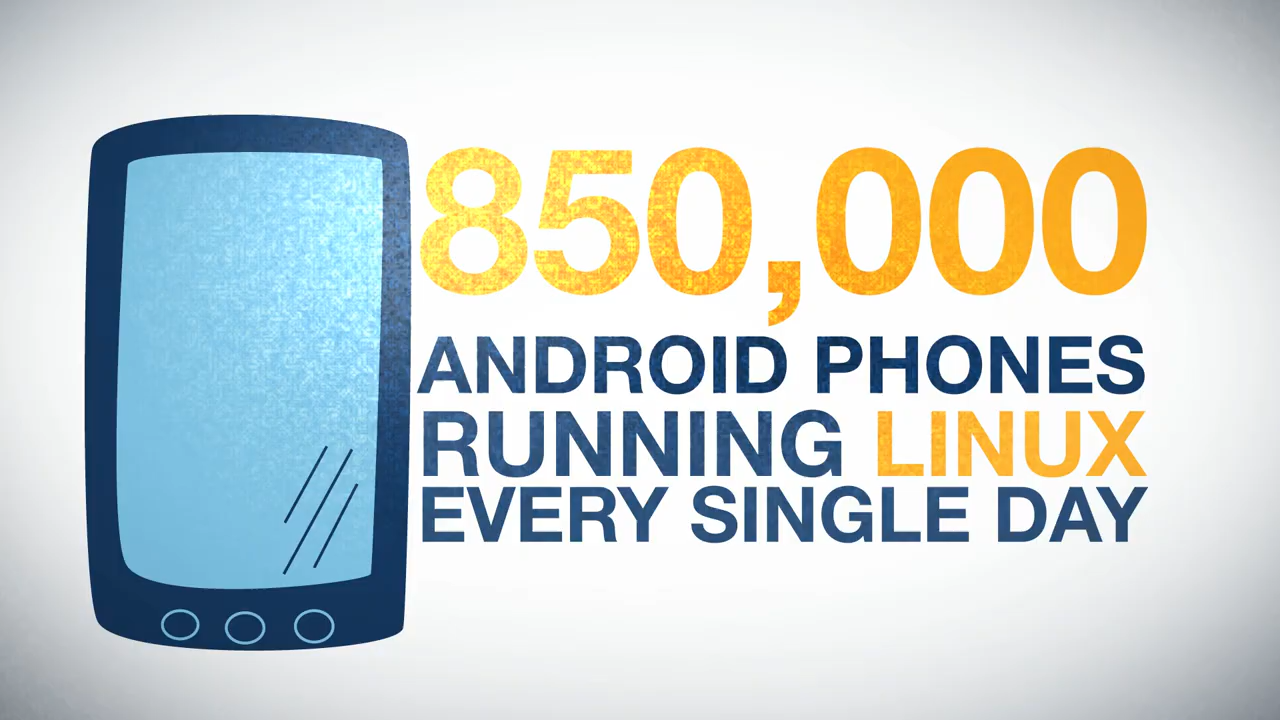 850,000
ANDROID PHONES
RUNNING LINUX
EVERY SINGLE DAY